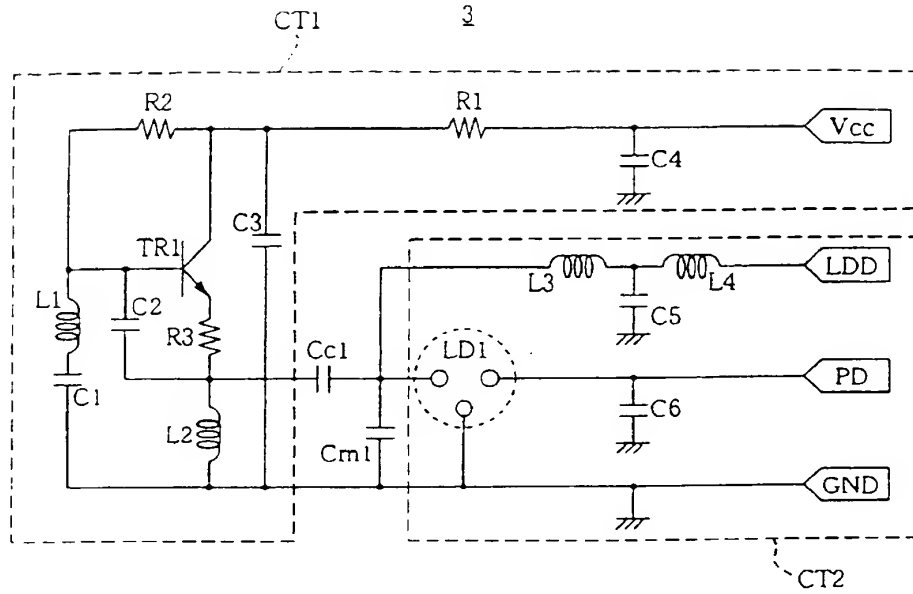 CT1
3
R2
R1
Vcc
C4
C3
TR1
L3
L4
LDD
L1
C2
C5
R3
Cc1
LD1
PD
C1
C6
L2
Cm1
GND
CT2